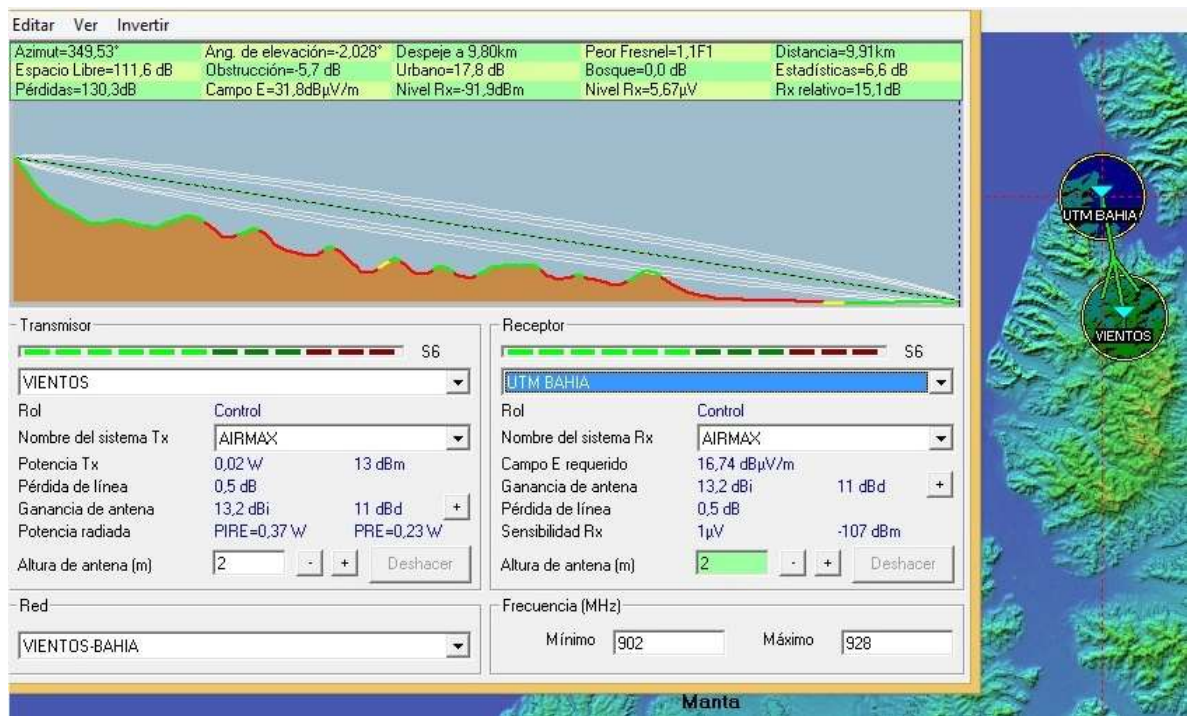 Editar Ver Invertir
Azimut=349,53° Ang. de elevación=-2,028° Despeje a 9,80km Peor Fresnel=1,1F1 Distancia=9,91km
Espacio Libre=111,6 dB Obstrucción=-5,7 dB Urbano=17,8 dB Bosque=0,0 dB Estadísticas=6,6 dB
Pérdidas=130,3dB Campo E=31,8dBµV/m Nivel Rx=-91,9dBm Nivel Rx=5,67µV Rx relativo=15,1dB
UTM BAHIA
VIENTOS
Transmisor
S6
VIENTOS
Rol Control
Nombre del sistema Tx AIRMAX
Potencia Tx 0,02 W 13 dBm
Pérdida de línea 0,5 dB
Ganancia de antena 13,2 dBi 11 dBd +
Potencia radiada PIRE=0,37 W PRE=0,23 W
Altura de antena (m) 2 - + Deshacer
Receptor
S6
UTM BAHIA
Rol Control
Nombre del sistema Rx AIRMAX
Campo E requerido 16,74 dBµV/m
Ganancia de antena 13,2 dBi 11 dBd +
Pérdida de línea 0,5 dB
Sensibilidad Rx 1µV -107 dBm
Altura de antena (m) 2 - + Deshacer
Red
VIENTOS-BAHIA
Frecuencia (MHz)
Mínimo 902 Máximo 928
Manta